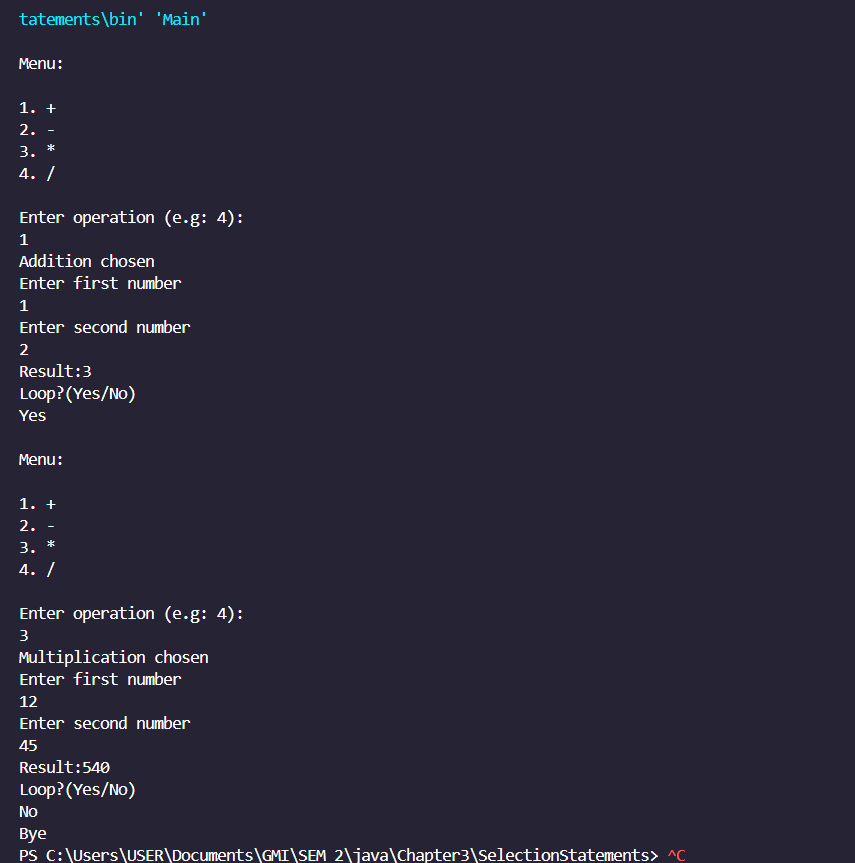 tatements\bin' 'Main'
Menu:
1. +
2. -
3. *
4. /
Enter operation (e.g: 4):
1
Addition chosen
Enter first number
1
Enter second number
2
Result:3
Loop?(Yes/No)
Yes
Menu:
1. +
2. -
3. *
4. /
Enter operation (e.g: 4):
3
Multiplication chosen
Enter first number
12
Enter second number
45
Result:540
Loop?(Yes/No)
No
Bye
PS C:\Users\USER\Documents\GMI\SEM 2\java\Chapter3\SelectionStatements> ^C